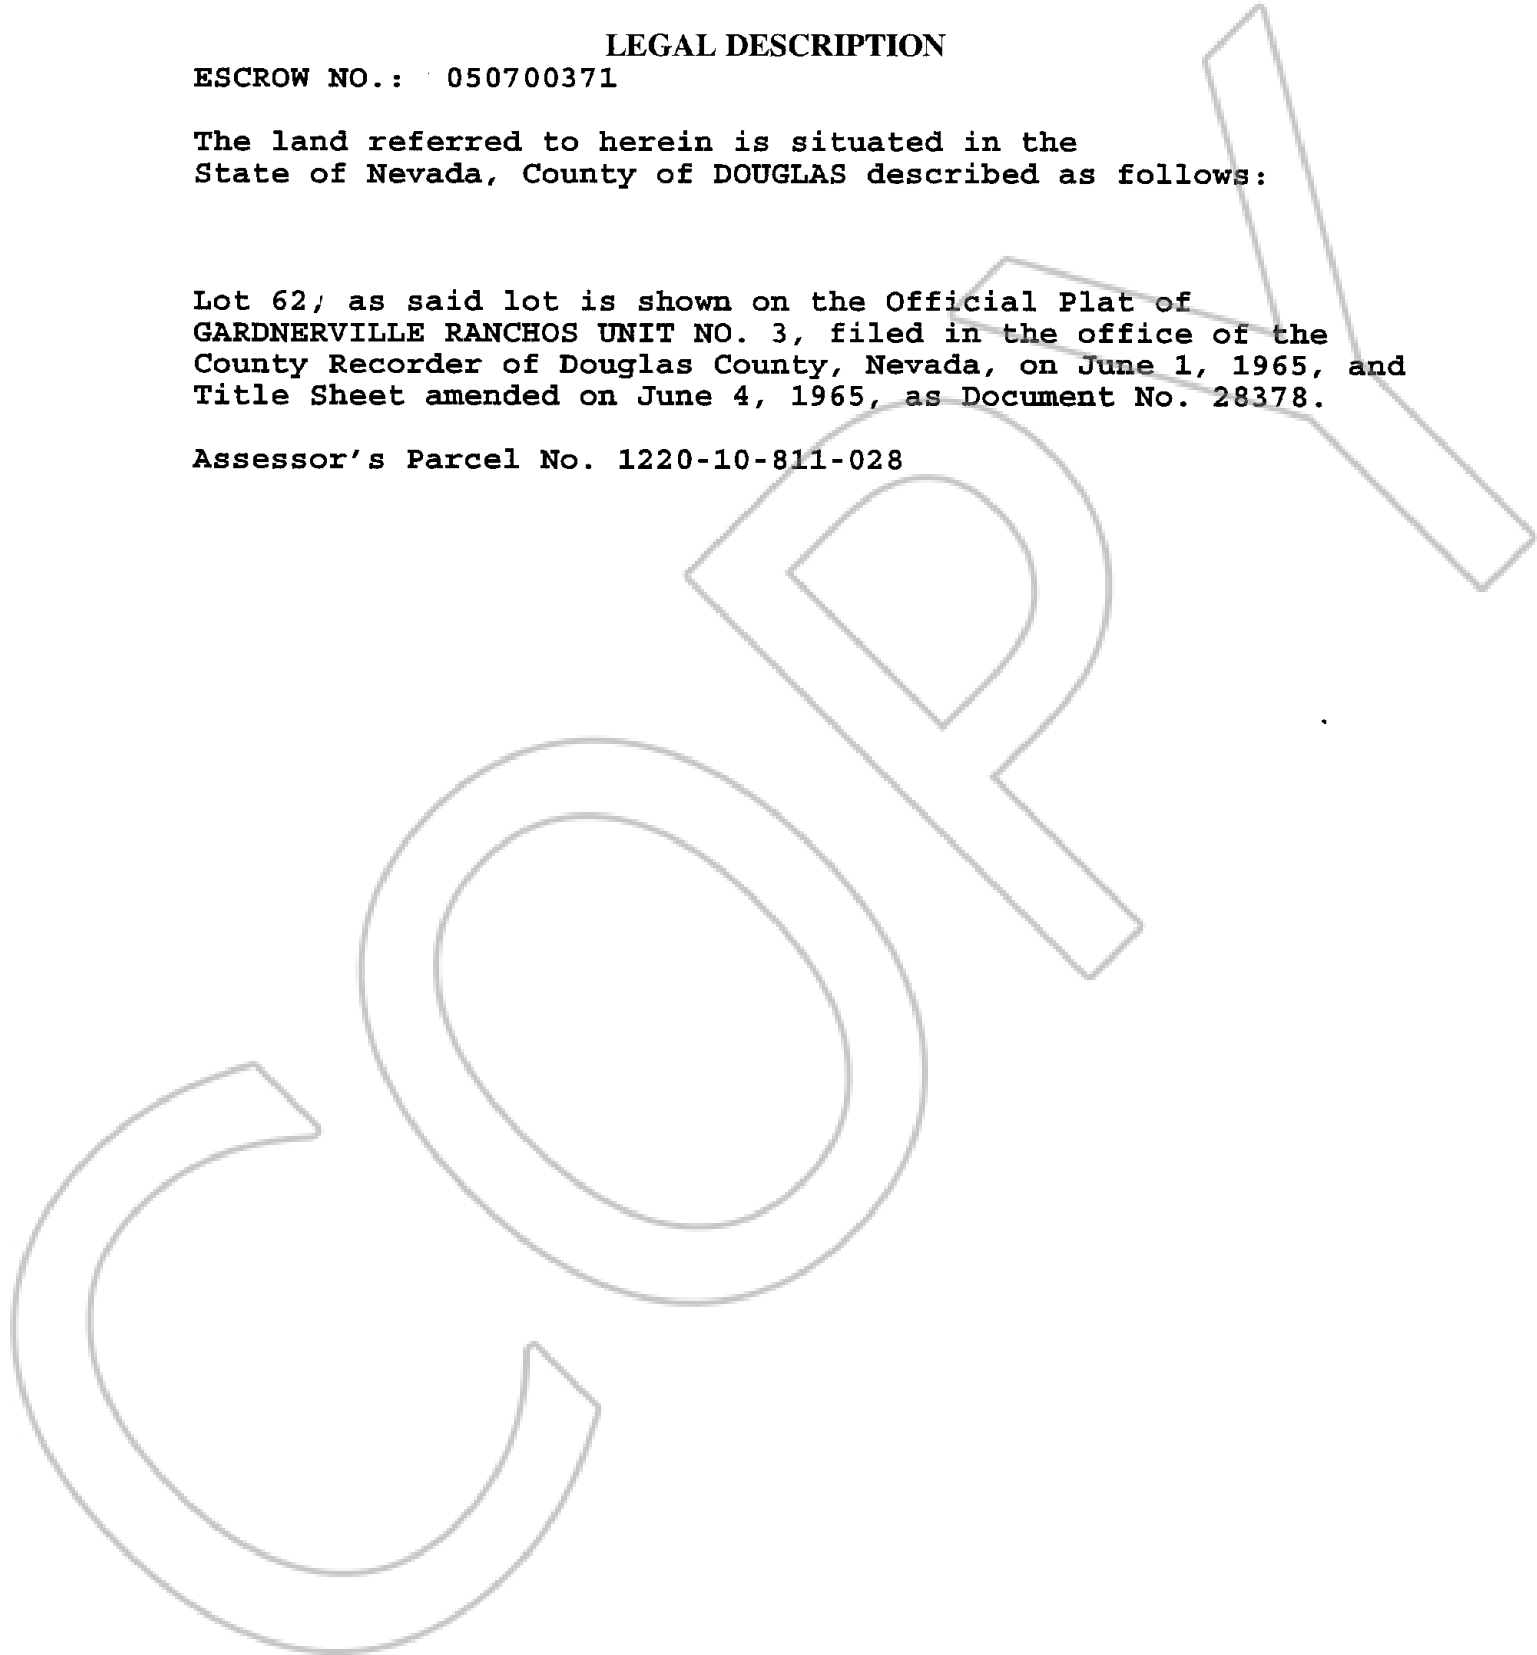 LEGAL DESCRIPTION
ESCROW NO.: 050700371
The land referred to herein is situated in the
State of Nevada, County of DOUGLAS described as follows:
Lot 62, as said lot is shown on the Official Plat of
GARDNERVILLE RANCHOS UNIT NO. 3, filed in the office of the
County Recorder of Douglas County, Nevada, on June 1, 1965, and
Title Sheet amended on June 4, 1965, as Document No. 28378.
Assessor's Parcel No. 1220-10-811-028
COPY